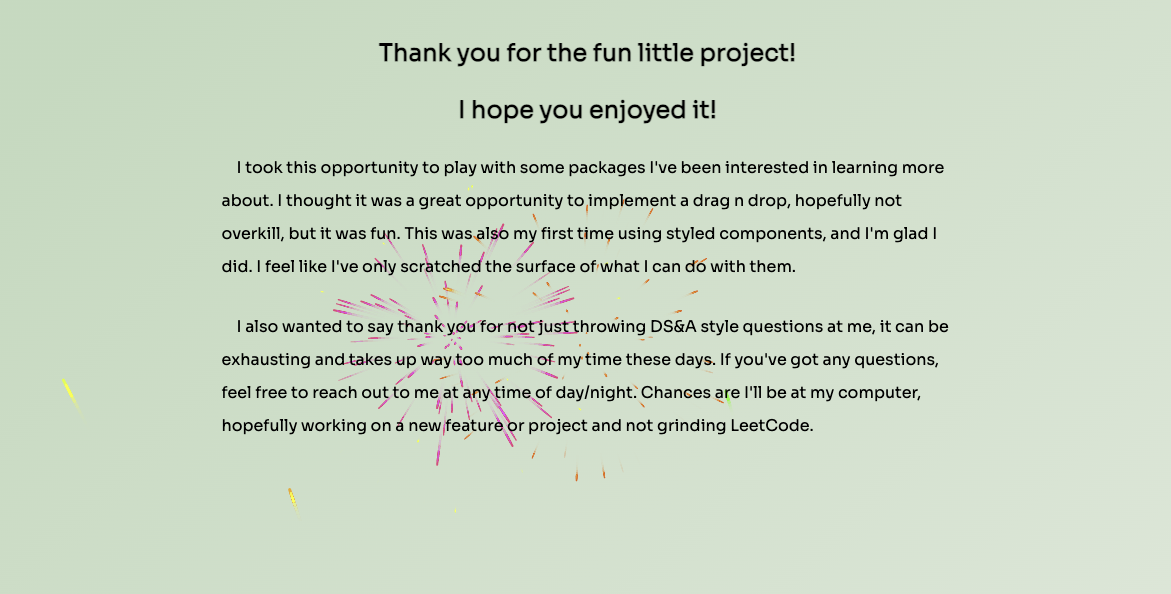 Thank you for the fun little project!
I hope you enjoyed it!
I took this opportunity to play with some packages I've been interested in learning more
about. I thought it was a great opportunity to implement a drag n drop, hopefully not
overkill, but it was fun. This was also my first time using styled components, and I'm glad I
did. I feel like I've only scratched the surface of what I can do with them.
I also wanted to say thank you for not just throwing DS&A style questions at me, it can be
exhausting and takes up way too much of my time these days. If you've got any questions,
feel free to reach out to me at any time of day/night. Chances are I'll be at my computer,
hopefully working on a new feature or project and not grinding LeetCode.